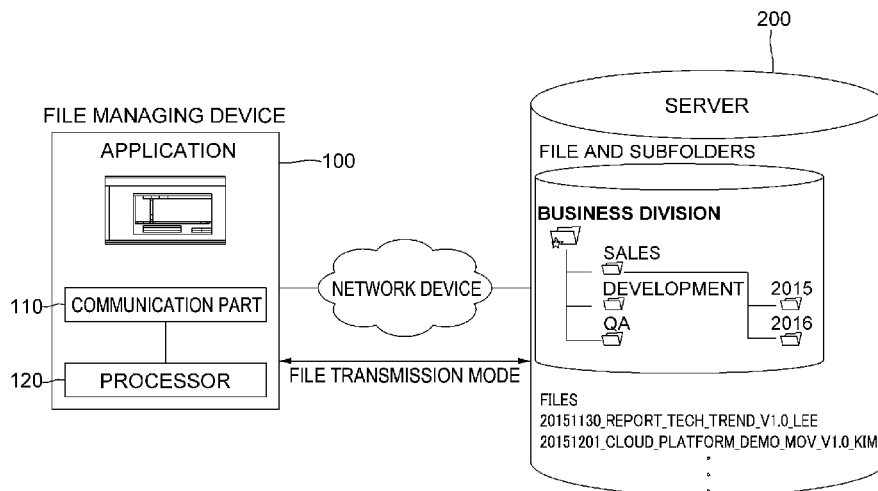 200
SERVER
FILE MANAGING DEVICE
APPLICATION
100
FILE AND SUBFOLDERS
BUSINESS DIVISION
SALES
DEVELOPMENT
QA
2015
2016
NETWORK DEVICE
110
COMMUNICATION PART
120
PROCESSOR
FILE TRANSMISSION MODE
FILES
20151130_REPORT_TECH_TREND_V1.0_LEE
20151201_CLOUD_PLATFORM_DEMO_MOV_V1.0_KIM